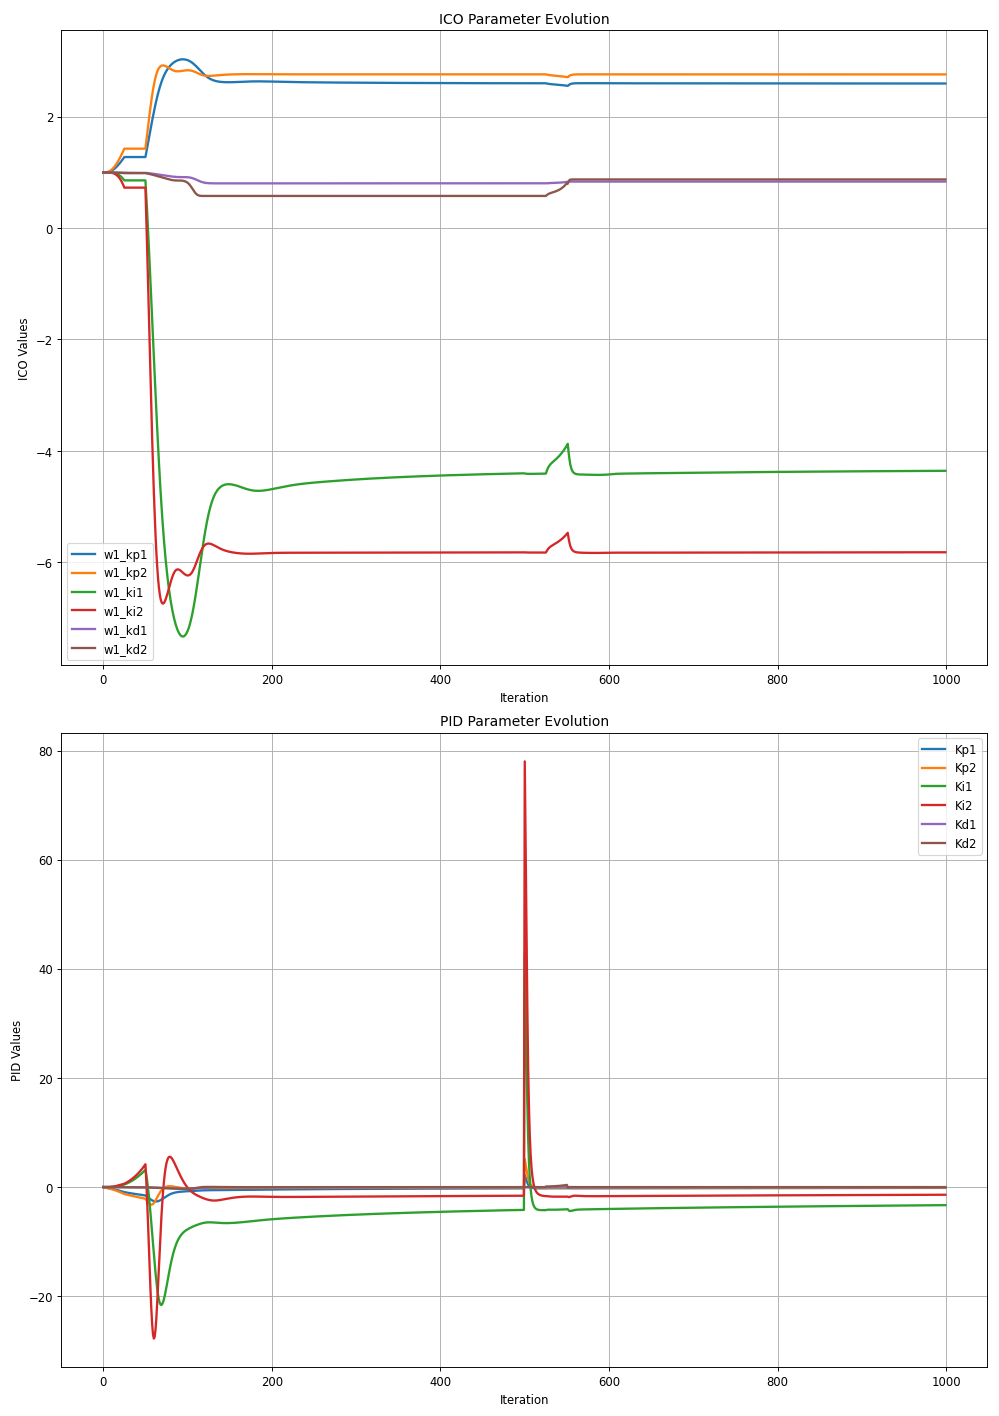 ICO Parameter Evolution
ICO Values
2
0
−2
−4
−6
w1_kp1
w1_kp2
w1_ki1
w1_ki2
w1_kd1
w1_kd2
0 200 400 600 800 1000
Iteration
PID Parameter Evolution
PID Values
80
60
40
20
0
−20
Kp1
Kp2
Ki1
Ki2
Kd1
Kd2
0 200 400 600 800 1000
Iteration